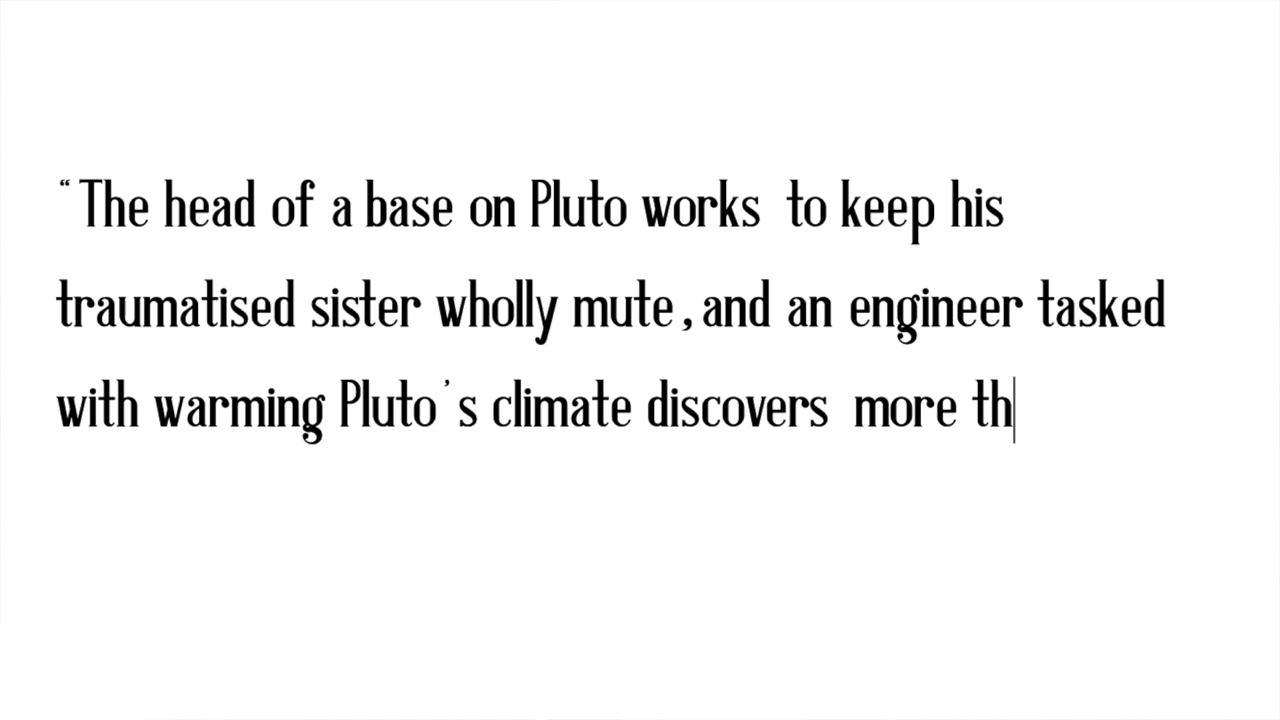 “The head of a base on Pluto works to keep his
traumatised sister wholly mute, and an engineer tasked
with warming Pluto's climate discovers more th